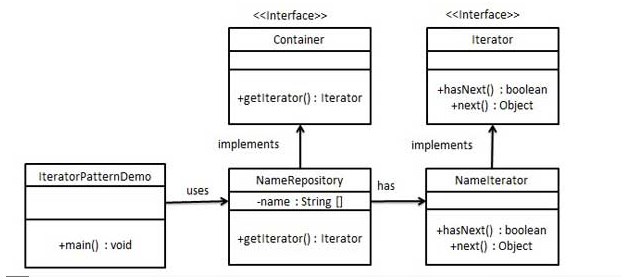 <<Interface>> <<Interface>>
Container Iterator
+getIterator() : Iterator
+hasNext() : boolean
+next() : Object
implements implements
IteratorPatternDemo
+main() : void
uses
NameRepository
-name : String []
+getIterator() : Iterator
has
NameIterator
+hasNext() : boolean
+next() : Object